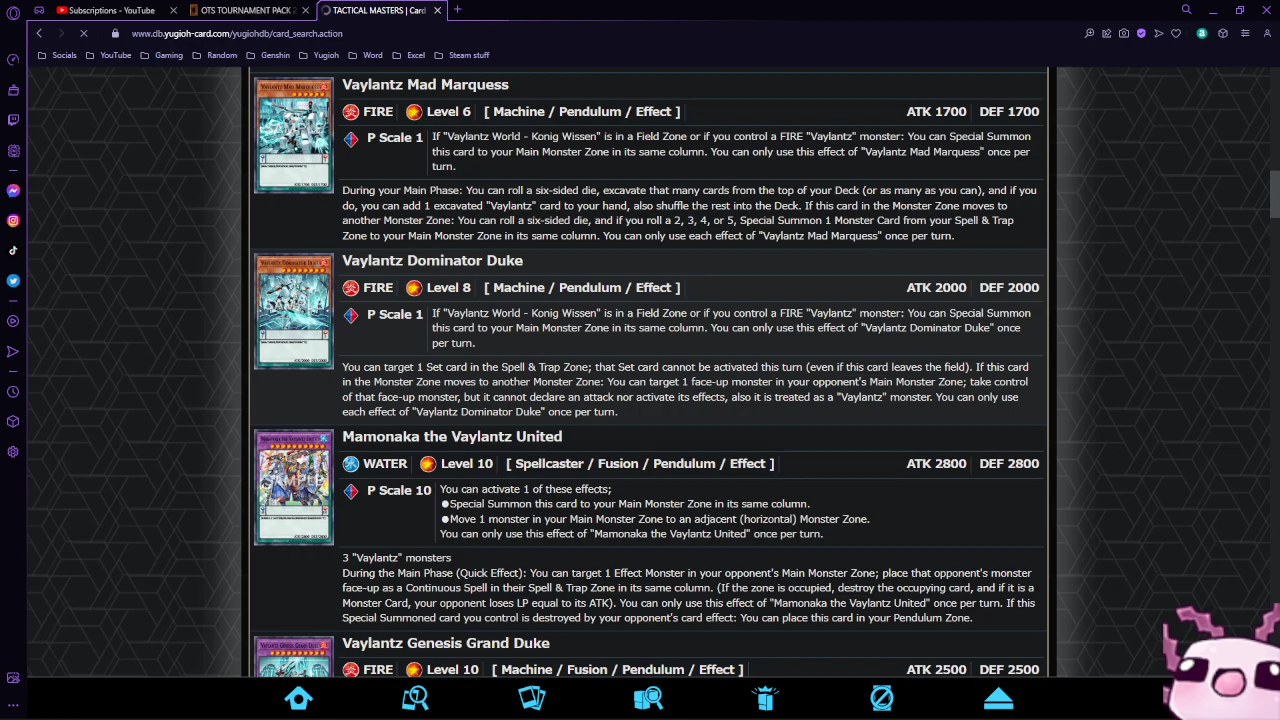 Subscriptions - YouTube
OTS TOURNAMENT PACK 2
TACTICAL MASTERS | Card
www.db.yugioh-card.com/yugiohdb/card_search.action
Socials YouTube Gaming Random Genshin Yugioh Word Excel Steam stuff
Vaylantz Mad Marquess
FIRE Level 6 [ Machine / Pendulum / Effect ] ATK 1700 DEF 1700
P Scale 1
If "Vaylantz World - Konig Wissen" is in a Field Zone or if you control a FIRE "Vaylantz" monster: You can Special Summon
this card to your Main Monster Zone in its same column. You can only use this effect of "Vaylantz Mad Marquess" once per
turn.
During your Main Phase: You can roll a six-sided die, excavate that many cards from the top of your Deck (or as many as you can), and if you
do, you can add 1 excavated "Vaylantz" card to your hand, also shuffle the rest into the Deck. If this card in the Monster Zone moves to
another Monster Zone: You can roll a six-sided die, and if you roll a 2, 3, 4, or 5, Special Summon 1 Monster Card from your Spell & Trap
Zone to your Main Monster Zone in its same column. You can only use each effect of "Vaylantz Mad Marquess" once per turn.
Vaylantz Dominator Duke
FIRE Level 8 [ Machine / Pendulum / Effect ] ATK 2000 DEF 2000
P Scale 1
If "Vaylantz World - Konig Wissen" is in a Field Zone or if you control a FIRE "Vaylantz" monster: You can Special Summon
this card to your Main Monster Zone in its same column. You can only use this effect of "Vaylantz Dominator Duke" once
per turn.
You can target 1 Set card in the Spell & Trap Zone; that Set card cannot be activated this turn (even if this card leaves the field). If this card
in the Monster Zone moves to another Monster Zone: You can target 1 face-up monster in your opponent's Main Monster Zone; take control
of that face-up monster, but it cannot declare an attack nor activate its effects, also it is treated as a "Vaylantz" monster. You can only use
each effect of "Vaylantz Dominator Duke" once per turn.
Mamonaka the Vaylantz United
WATER Level 10 [ Spellcaster / Fusion / Pendulum / Effect ] ATK 2800 DEF 2800
P Scale 10
You can activate 1 of these effects;
●Special Summon this card to your Main Monster Zone in its same column.
●Move 1 monster in your Main Monster Zone to an adjacent (horizontal) Monster Zone.
You can only use this effect of "Mamonaka the Vaylantz United" once per turn.
3 "Vaylantz" monsters
During the Main Phase (Quick Effect): You can target 1 Effect Monster in your opponent's Main Monster Zone; place that opponent's monster
face-up as a Continuous Spell in their Spell & Trap Zone in its same column. (If the zone is occupied, destroy the occupying card, and if it is a
Monster Card, your opponent loses LP equal to its ATK). You can only use this effect of "Mamonaka the Vaylantz United" once per turn. If this
Special Summoned card you control is destroyed by your opponent's card effect: You can place this card in your Pendulum Zone.
Vaylantz Genesis Grand Duke
FIRE Level 10 [ Machine / Fusion / Pendulum / Effect ] ATK 2500 DEF 2500